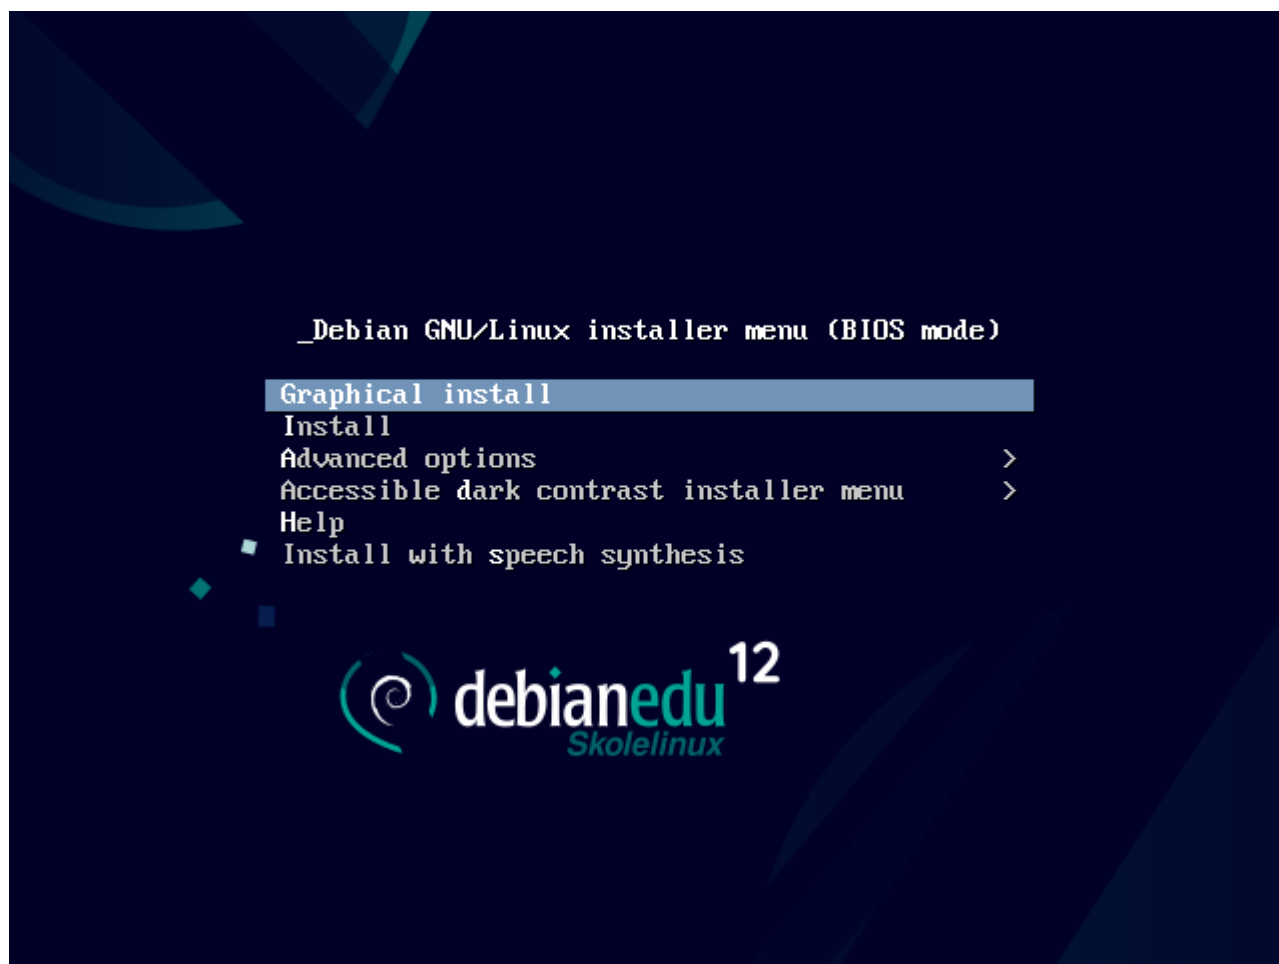 _Debian GNU/Linux installer menu (BIOS mode)
Graphical install
Install
Advanced options >
Accessible dark contrast installer menu >
Help
Install with speech synthesis
debianedu 12
Skolelinux